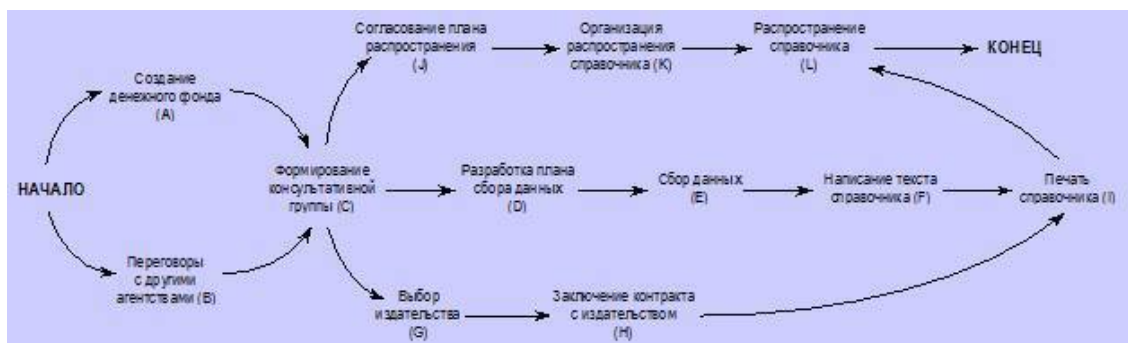 Согласование плана
распространения
(J)
Организация
распространения
справочника (K)
Распространение
справочника
(L)
КОНЕЦ
Создание
денежного фонда
(A)
НАЧАЛО
Формирование
консультативной
группы (C)
Разработка плана
сбора данных
(D)
Сбор данных
(E)
Написание текста
справочника (F)
Печать
справочника (I)
Переговоры
с другими
агентствами (B)
Выбор
издательства
(G)
Заключение контракта
с издательством
(H)